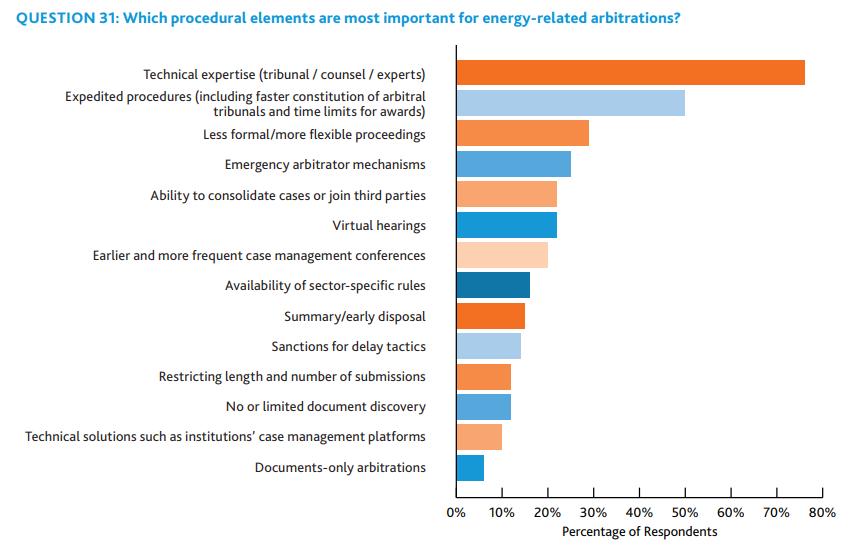 QUESTION 31: Which procedural elements are most important for energy-related arbitrations?
Technical expertise (tribunal / counsel / experts)
Expedited procedures (including faster constitution of arbitral
tribunals and time limits for awards)
Less formal/more flexible proceedings
Emergency arbitrator mechanisms
Ability to consolidate cases or join third parties
Virtual hearings
Earlier and more frequent case management conferences
Availability of sector-specific rules
Summary/early disposal
Sanctions for delay tactics
Restricting length and number of submissions
No or limited document discovery
Technical solutions such as institutions’ case management platforms
Documents-only arbitrations
0% 10% 20% 30% 40% 50% 60% 70% 80%
Percentage of Respondents